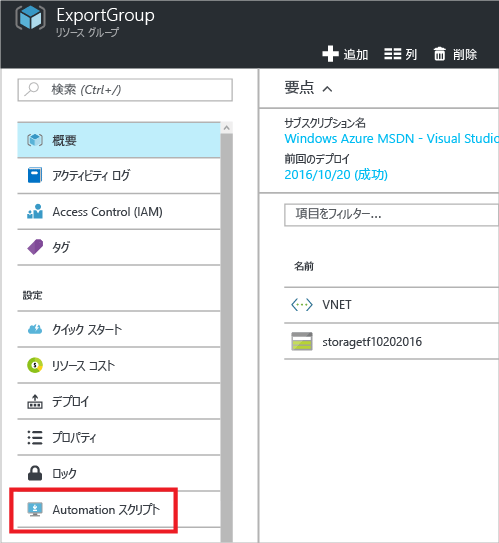 ExportGroup
リソース グループ
追加
列
削除
検索 (Ctrl+/)
概要
アクティビティ ログ
Access Control (IAM)
タグ
設定
クイック スタート
リソース コスト
デプロイ
プロパティ
ロック
Automation スクリプト
要点
サブスクリプション名
Windows Azure MSDN - Visual Studio
前回のデプロイ
2016/10/20 (成功)
項目をフィルター...
名前
VNET
storagetf10202016